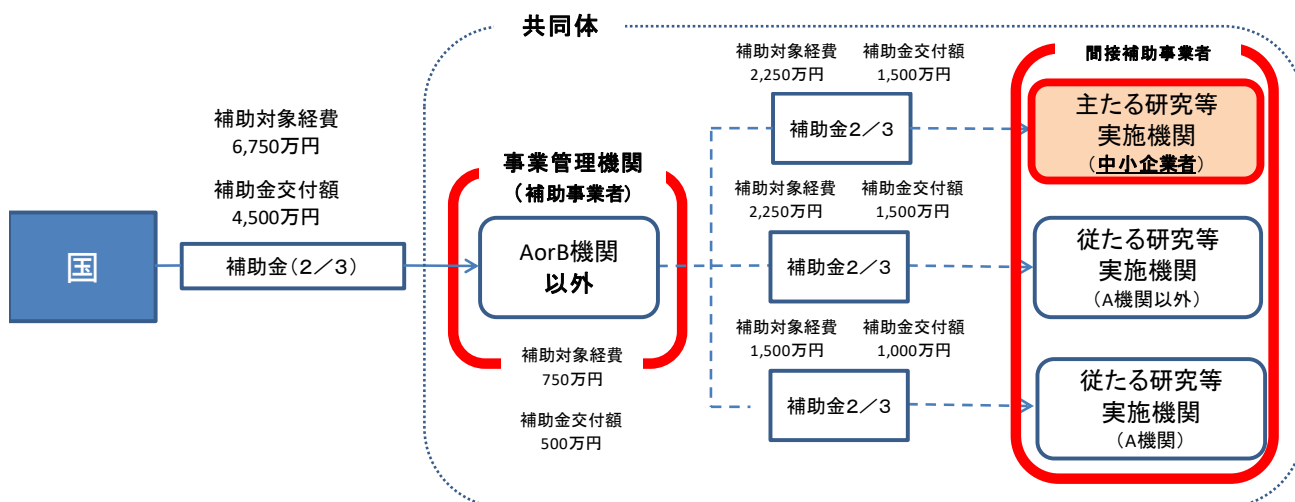 共同体
補助対象経費
6,750万円
補助金交付額
4,500万円
国
補助金(2/3)
事業管理機関
(補助事業者)
AorB機関
以外
補助対象経費
750万円
補助金交付額
500万円
補助対象経費 補助金交付額
2,250万円 1,500万円
補助金2/3
補助対象経費 補助金交付額
2,250万円 1,500万円
補助金2/3
補助対象経費 補助金交付額
1,500万円 1,000万円
補助金2/3
間接補助事業者
主たる研究等
実施機関
(中小企業者)
従たる研究等
実施機関
(A機関以外)
従たる研究等
実施機関
(A機関)